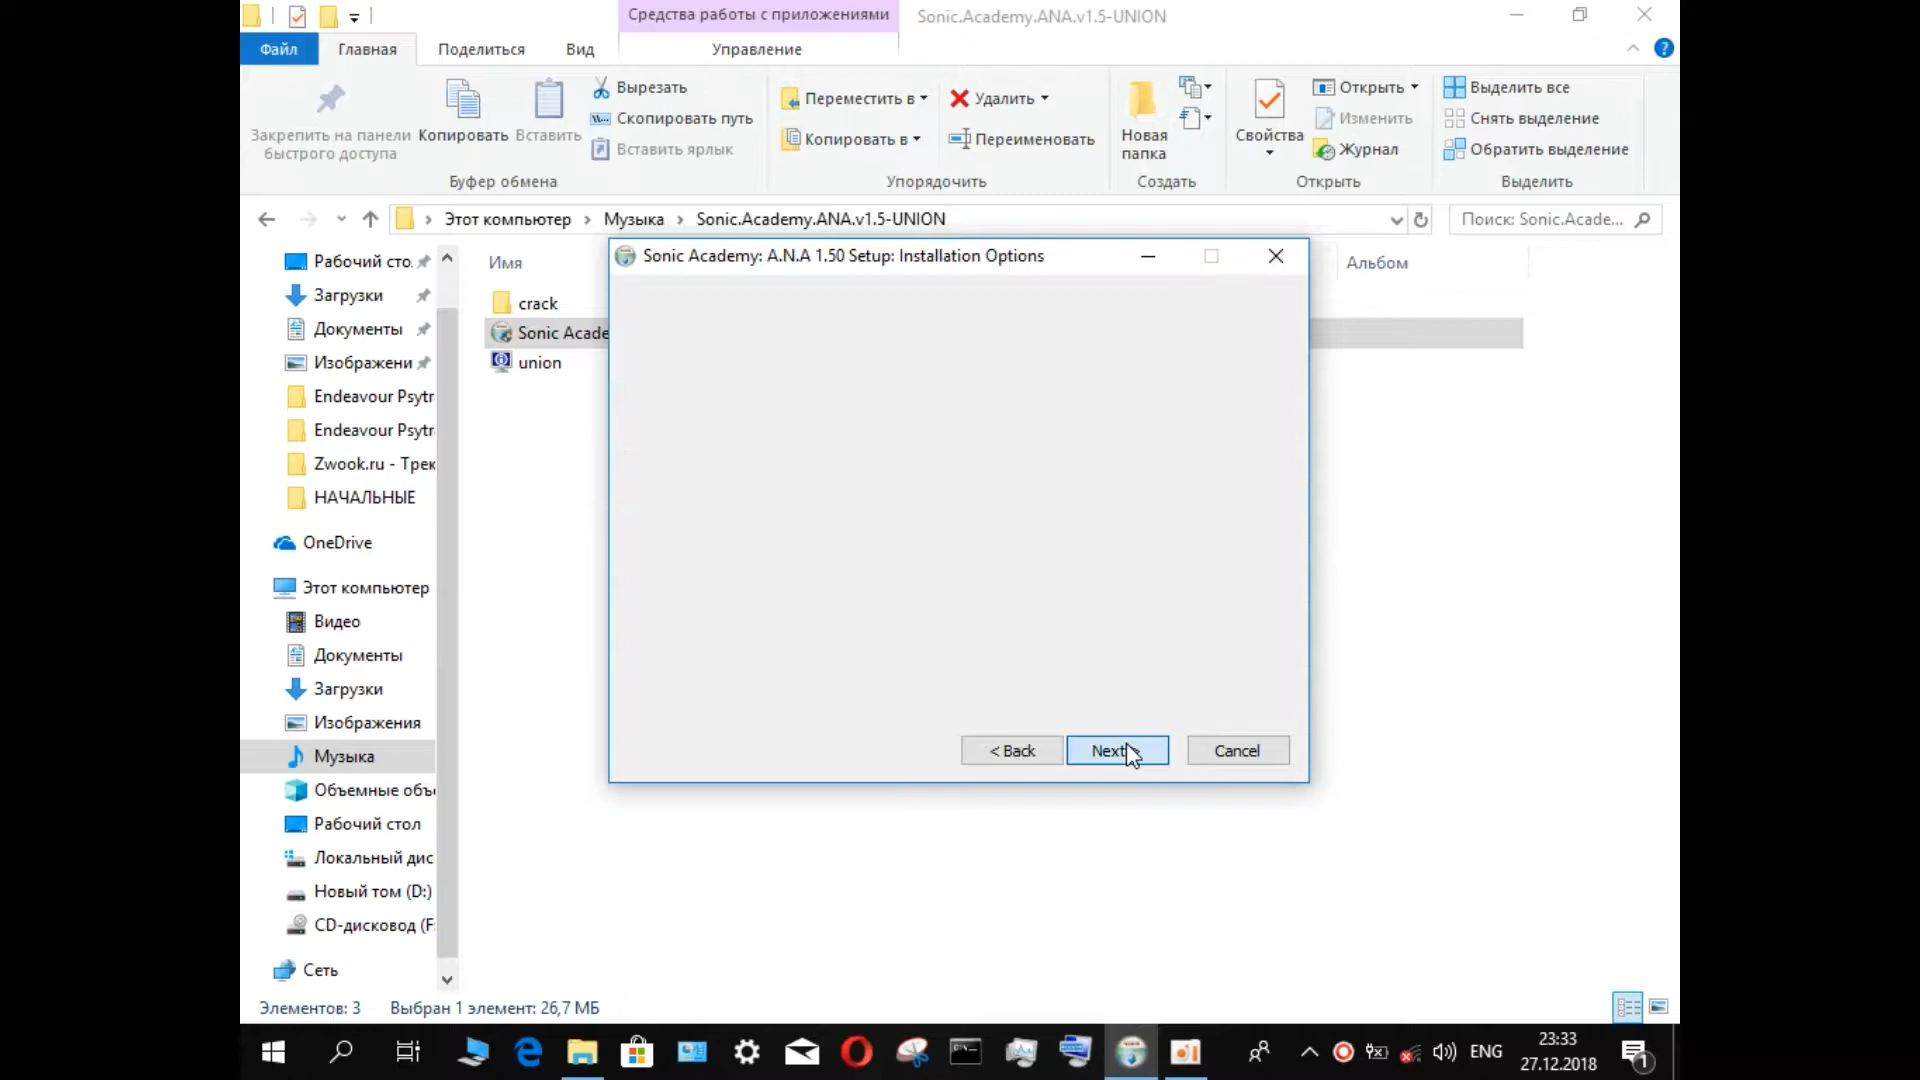 Средства работы с приложениями
Sonic.Academy.ANA.v1.5-UNION
Файл
Главная
Поделиться
Вид
Управление
Закрепить на панели
быстрого доступа
Копировать
Вставить
Вырезать
Скопировать путь
Вставить ярлык
Буфер обмена
Переместить в
Копировать в
Удалить
Переименовать
Упорядочить
Новая
папка
Создать
Свойства
Открыть
Изменить
Журнал
Открыть
Выделить все
Снять выделение
Обратить выделение
Выделить
Этот компьютер
Музыка
Sonic.Academy.ANA.v1.5-UNION
Поиск: Sonic.Acade...
Рабочий сто
Загрузки
Документы
Изображени
Endeavour Psytr
Endeavour Psytr
Zwook.ru - Трек
НАЧАЛЬНЫЕ
OneDrive
Этот компьютер
Видео
Документы
Загрузки
Изображения
Музыка
Объемные объ
Рабочий стол
Локальный дис
Новый том (D:)
CD-дисковод (F:
Сеть
Имя
Альбом
crack
Sonic Acade
union
Sonic Academy: A.N.A 1.50 Setup: Installation Options
< Back
Next
Cancel
Элементов: 3
Выбран 1 элемент: 26,7 МБ
ENG
23:33
27.12.2018
1